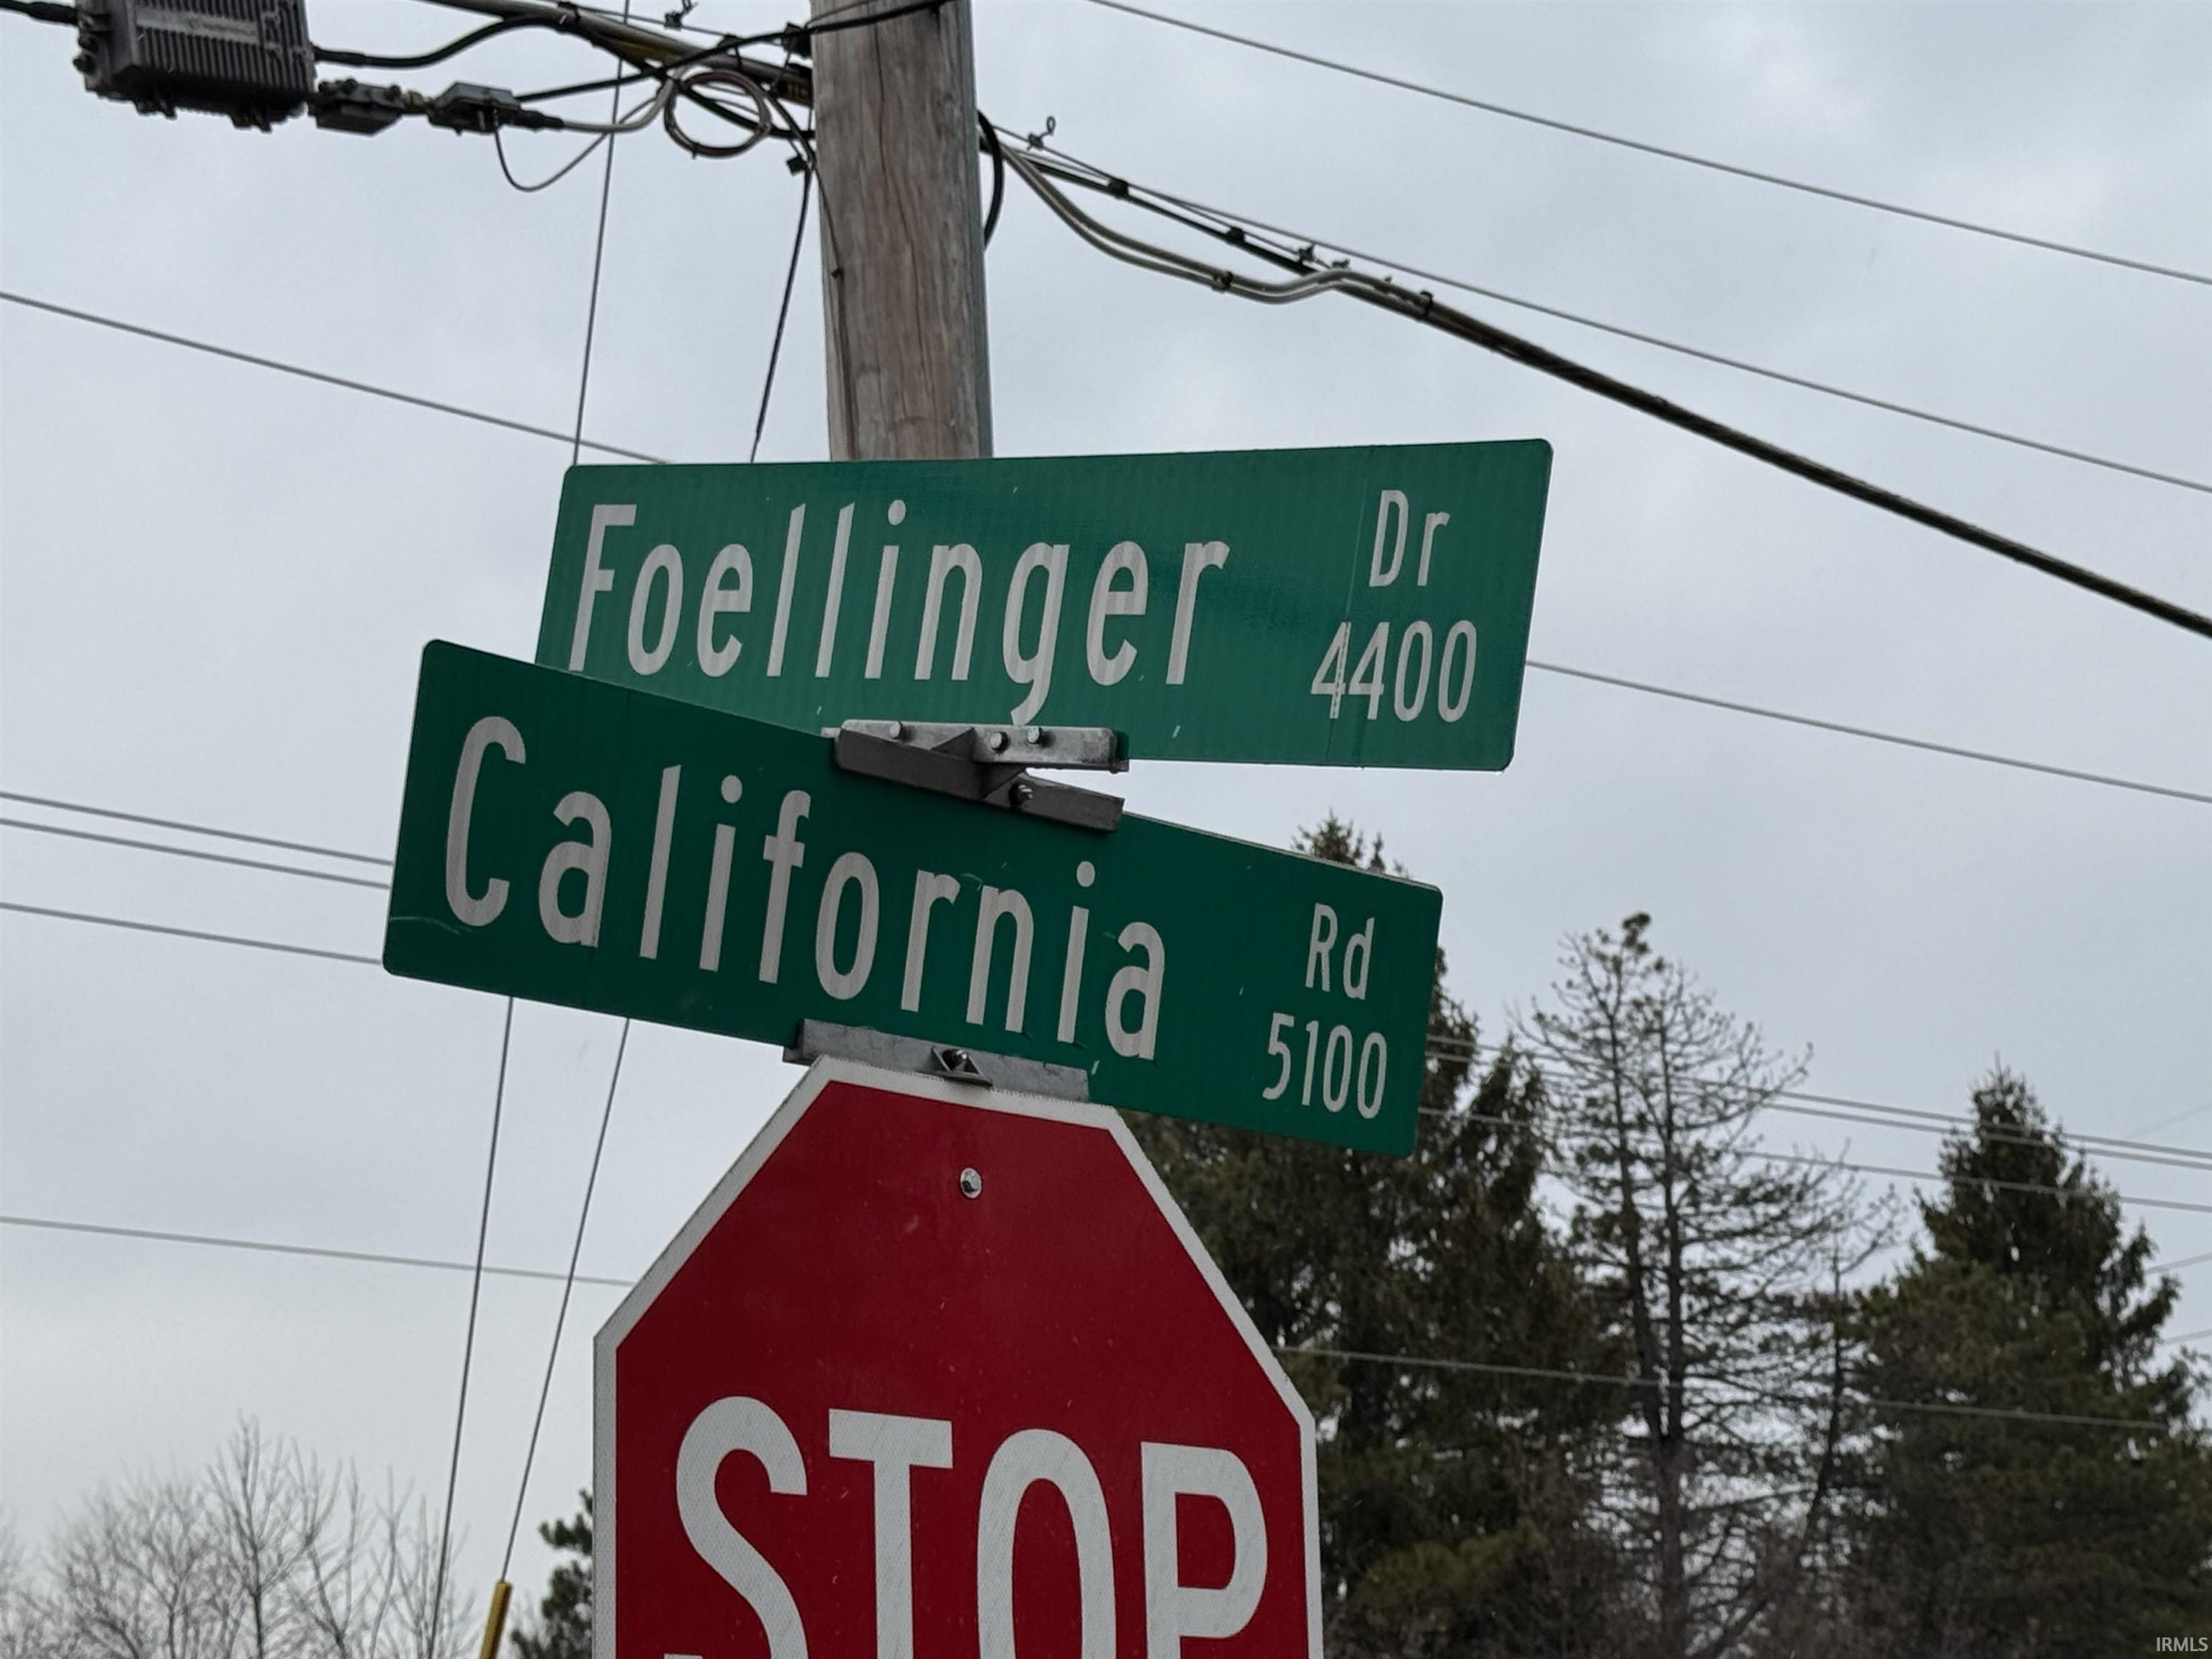 Foellinger Dr
4400
California Rd
5100
STOP
IRMLS